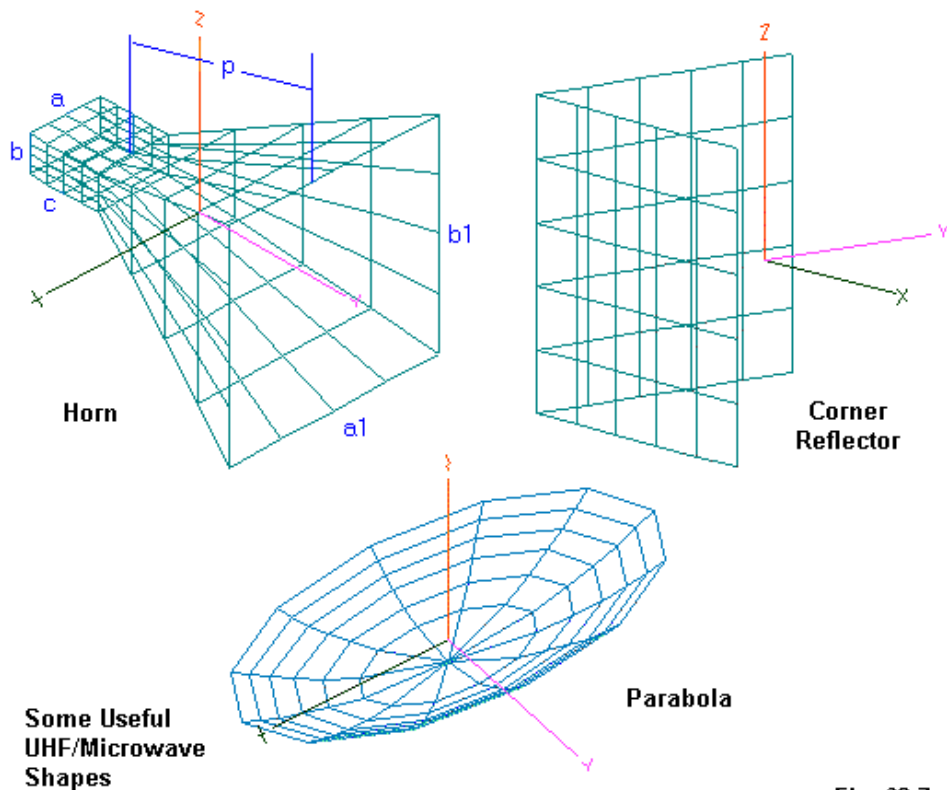 Z
p
a
b
c
X
Y
b1
a1
Horn
Z
Y
X
Corner
Reflector
Z
X
Y
Parabola
Some Useful
UHF/Microwave
Shapes